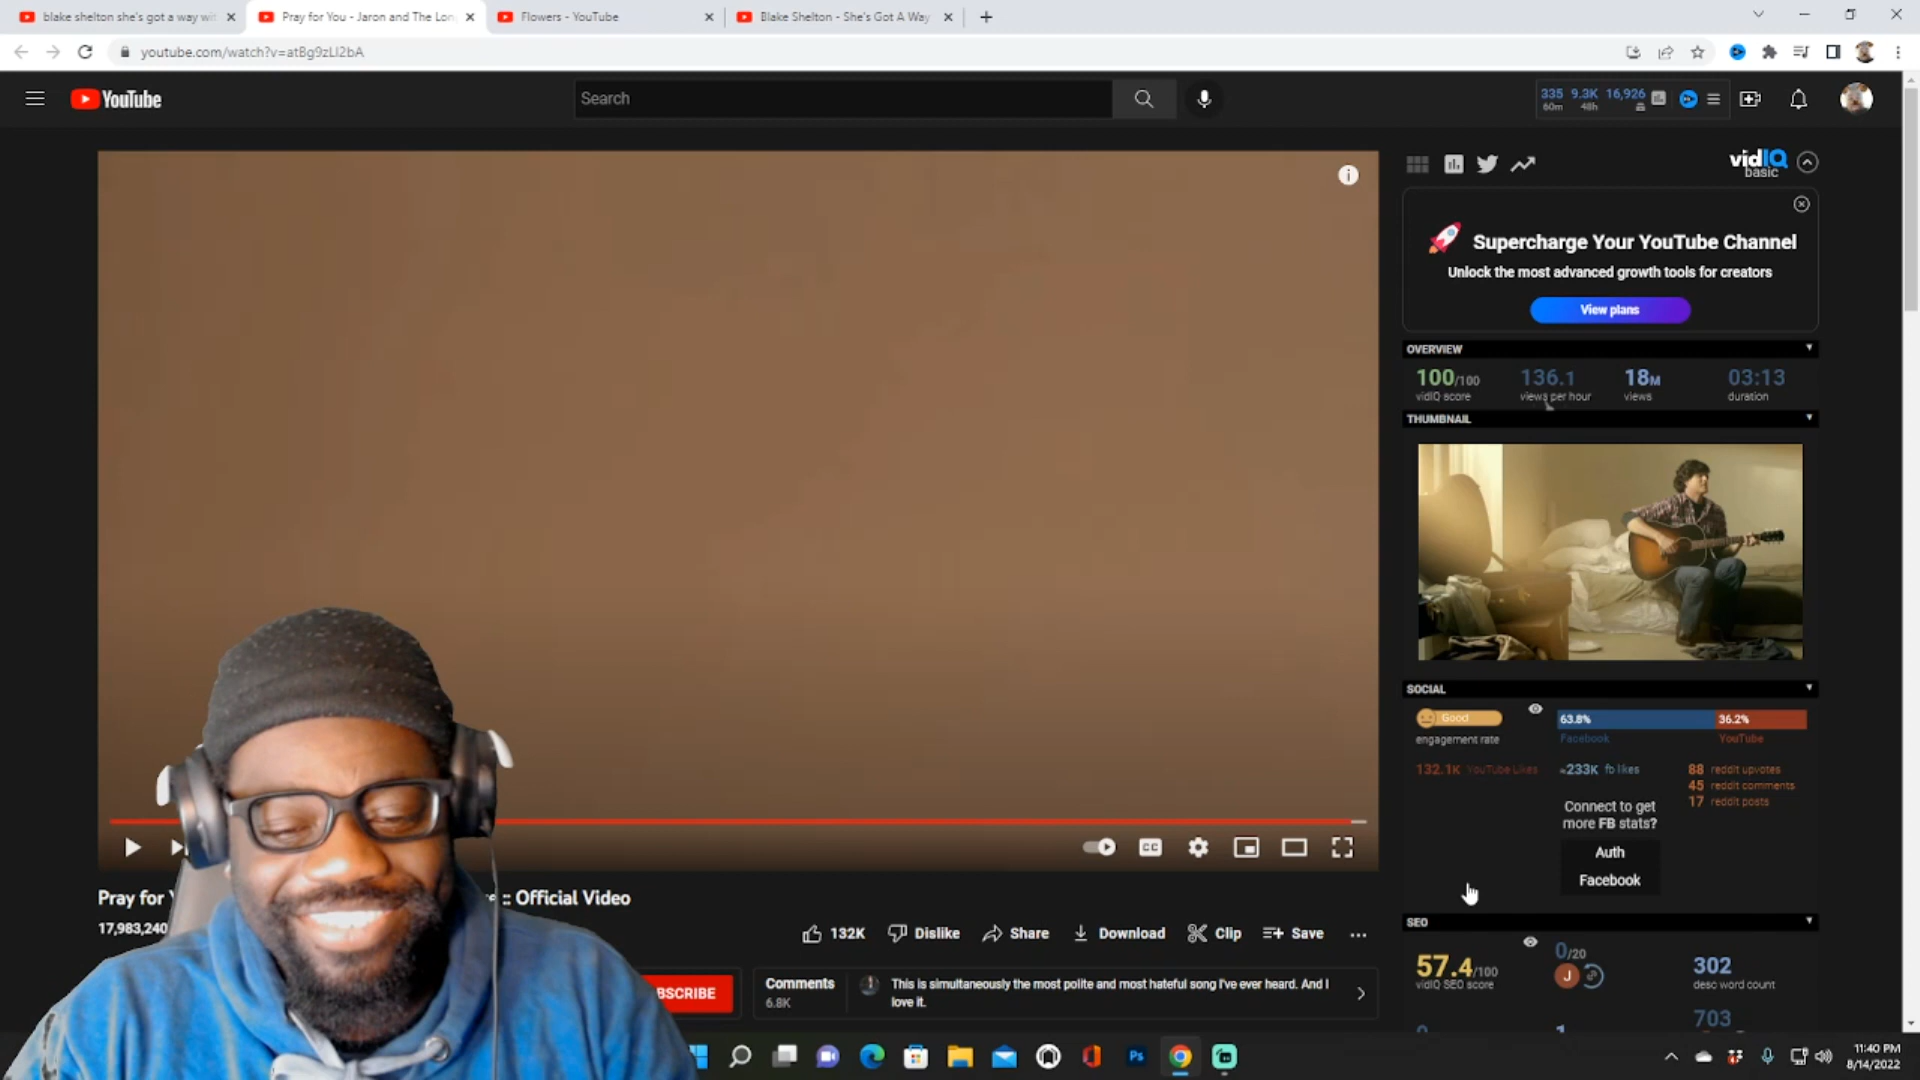 blake shelton she's got a way wit
Pray for You - Jaron and The Lon
Flowers - YouTube
Blake Shelton - She's Got A Way
youtube.com/watch?v=atBg9zLl2bA
YouTube
Search
335 9.3K 16,926
60m 48h
vidIQ
basic
Supercharge Your YouTube Channel
Unlock the most advanced growth tools for creators
View plans
OVERVIEW
100/100 136.1 18M 03:13
vidIQ score views per hour views duration
THUMBNAIL
SOCIAL
Good 63.8% 36.2%
engagement rate Facebook YouTube
132.1K YouTube Likes ≈233K fb likes 88 reddit upvotes
45 reddit comments
17 reddit posts
Connect to get
more FB stats?
Auth
Facebook
CC
Pray for :: Official Video
17,983,240
132K Dislike Share Download Clip Save
SEO
57.4/100 0/20 302
vidIQ SEO score J desc word count
703
BSCRIBE
Comments
6.8K
This is simultaneously the most polite and most hateful song I've ever heard. And I
love it.
Ps
11:40 PM
8/14/2022